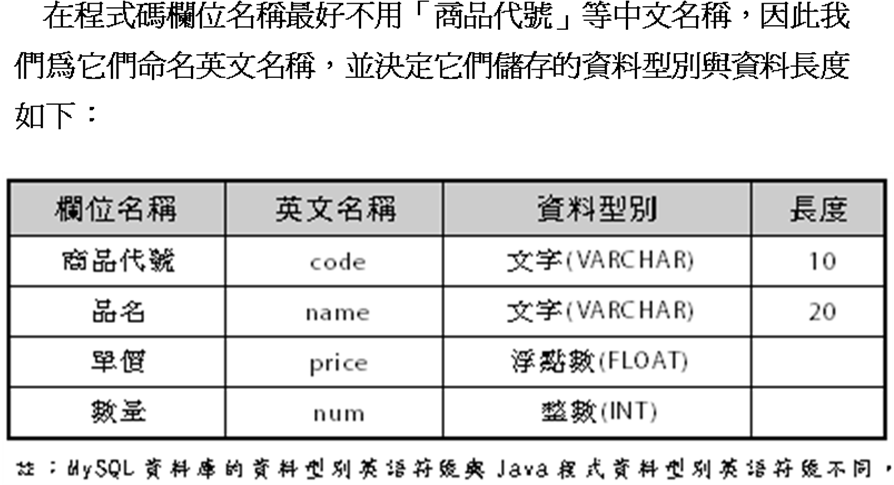 在程式碼欄位名稱最好不用「商品代號」等中文名稱，因此我
們為它們命名英文名稱，並決定它們儲存的資料型別與資料長度
如下：
欄位名稱 英文名稱 資料型別 長度
商品代號 code 文字(VARCHAR) 10
品名 name 文字(VARCHAR) 20
單價 price 浮點數(FLOAT)
數量 num 整數(INT)
註：MySQL 資料庫的資料型別英語符號與 Java 程式資料型別英語符號不同，